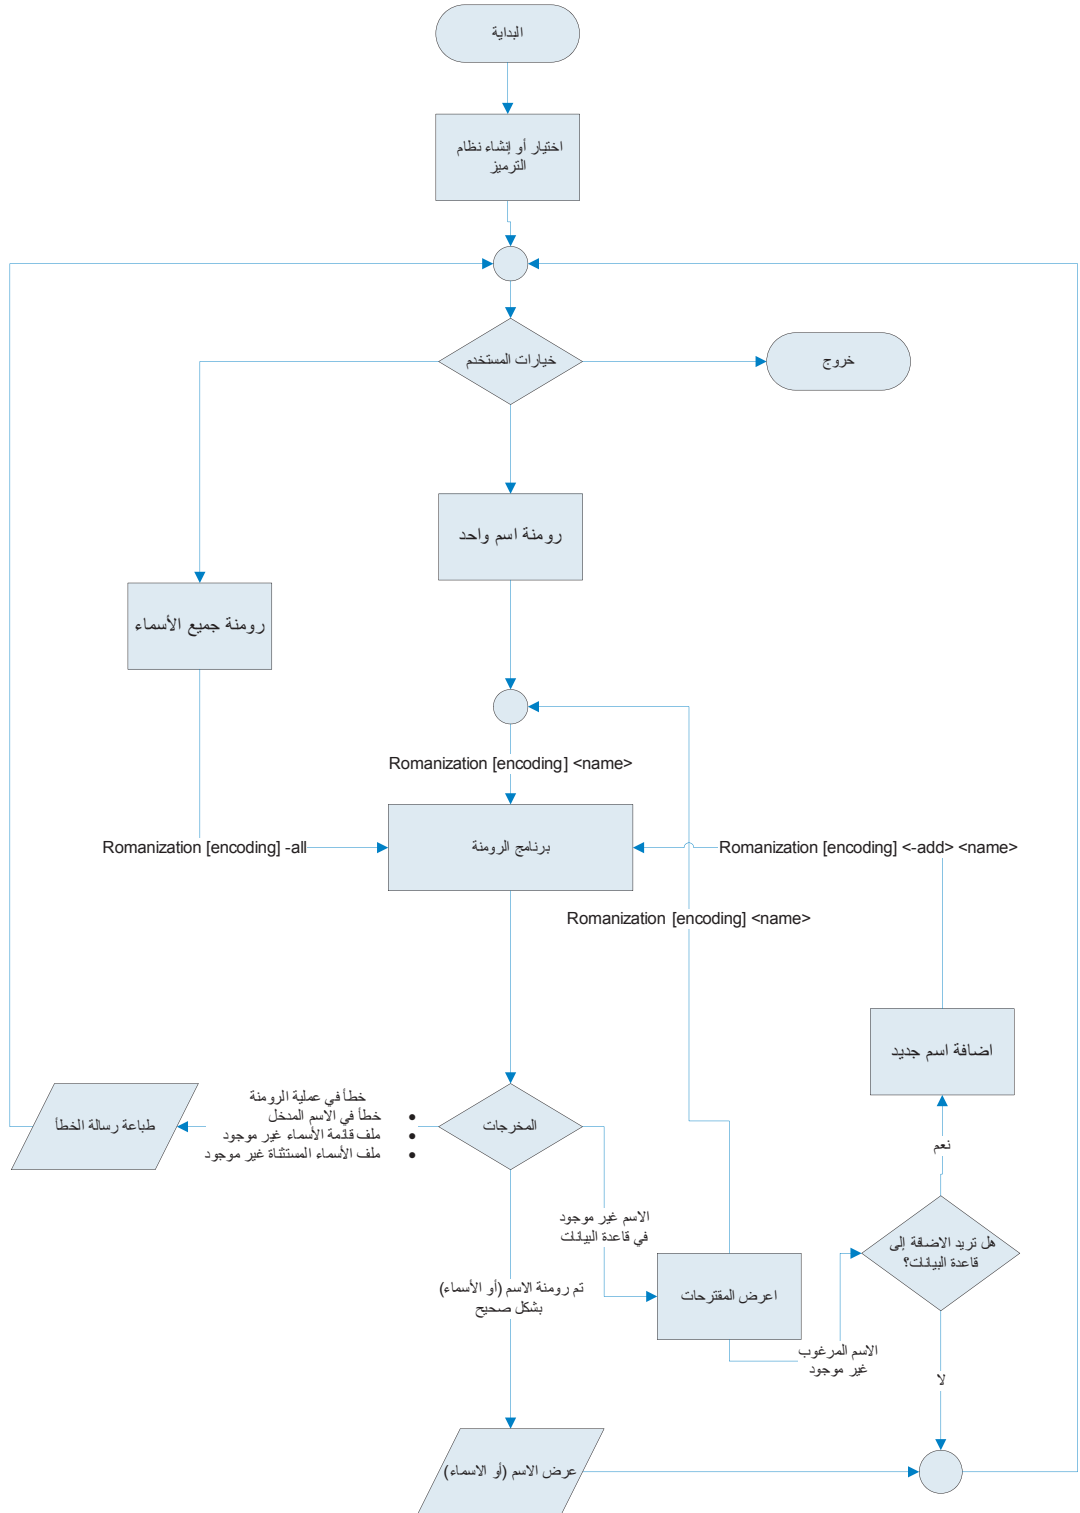 البداية
اختيار أو إنشاء نظام
الترميز
خيارات المستخدم
خروج
رومنة اسم واحد
رومنة جميع الأسماء
Romanization [encoding] <name>
Romanization [encoding] -all
برنامج الرومنة
Romanization [encoding] <-add> <name>
Romanization [encoding] <name>
اضافة اسم جديد
المخرجات
خطأ في عملية الرومنة
• خطأ في الاسم المدخل
• ملف قائمة الأسماء غير موجود
• ملف الأسماء المستثناة غير موجود
طباعة رسالة الخطأ
نعم
الاسم غير موجود
في قاعدة البيانات
هل تريد الاضافة إلى
قاعدة البيانات؟
تم رومنة الاسم (أو الأسماء)
بشكل صحيح
اعرض المقترحات
الاسم المرغوب
غير موجود
لا
عرض الاسم (أو الاسماء)